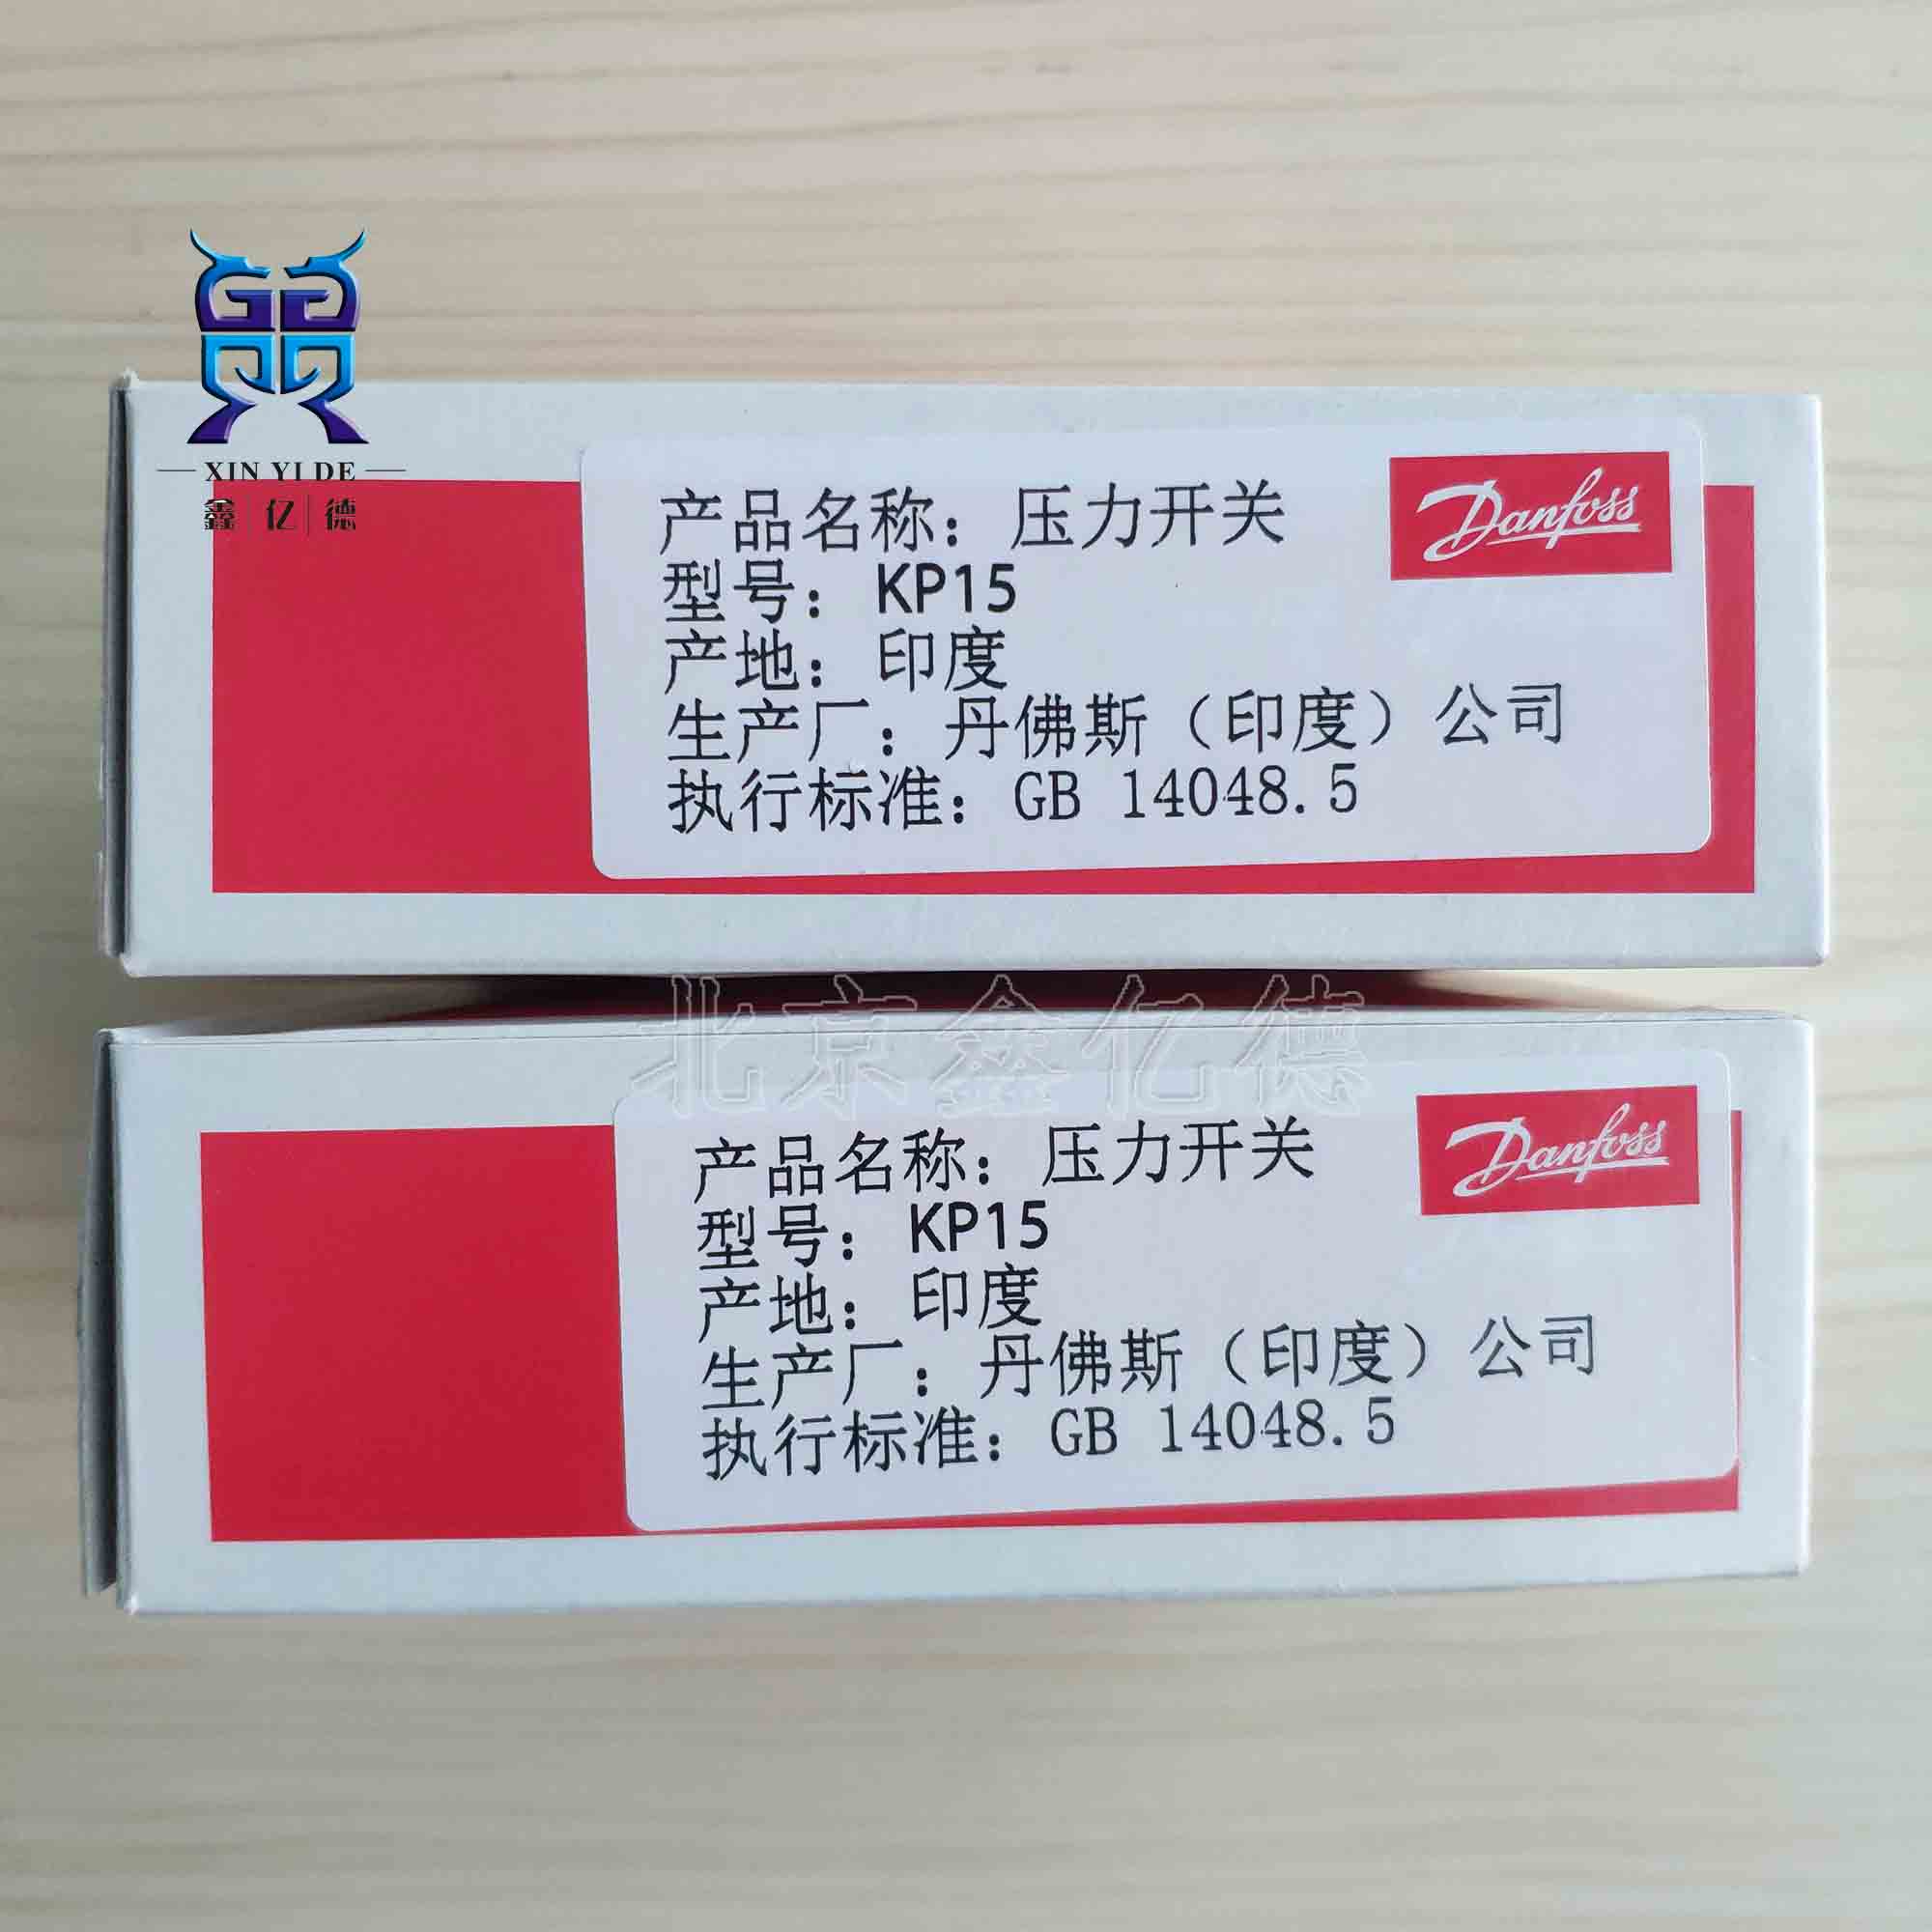 XIN YI DE
鑫亿德
Danfoss
产品名称：压力开关
型号：KP15
产地：印度
生产厂：丹佛斯（印度）公司
执行标准：GB 14048.5
北京鑫亿德
Danfoss
产品名称：压力开关
型号：KP15
产地：印度
生产厂：丹佛斯（印度）公司
执行标准：GB 14048.5